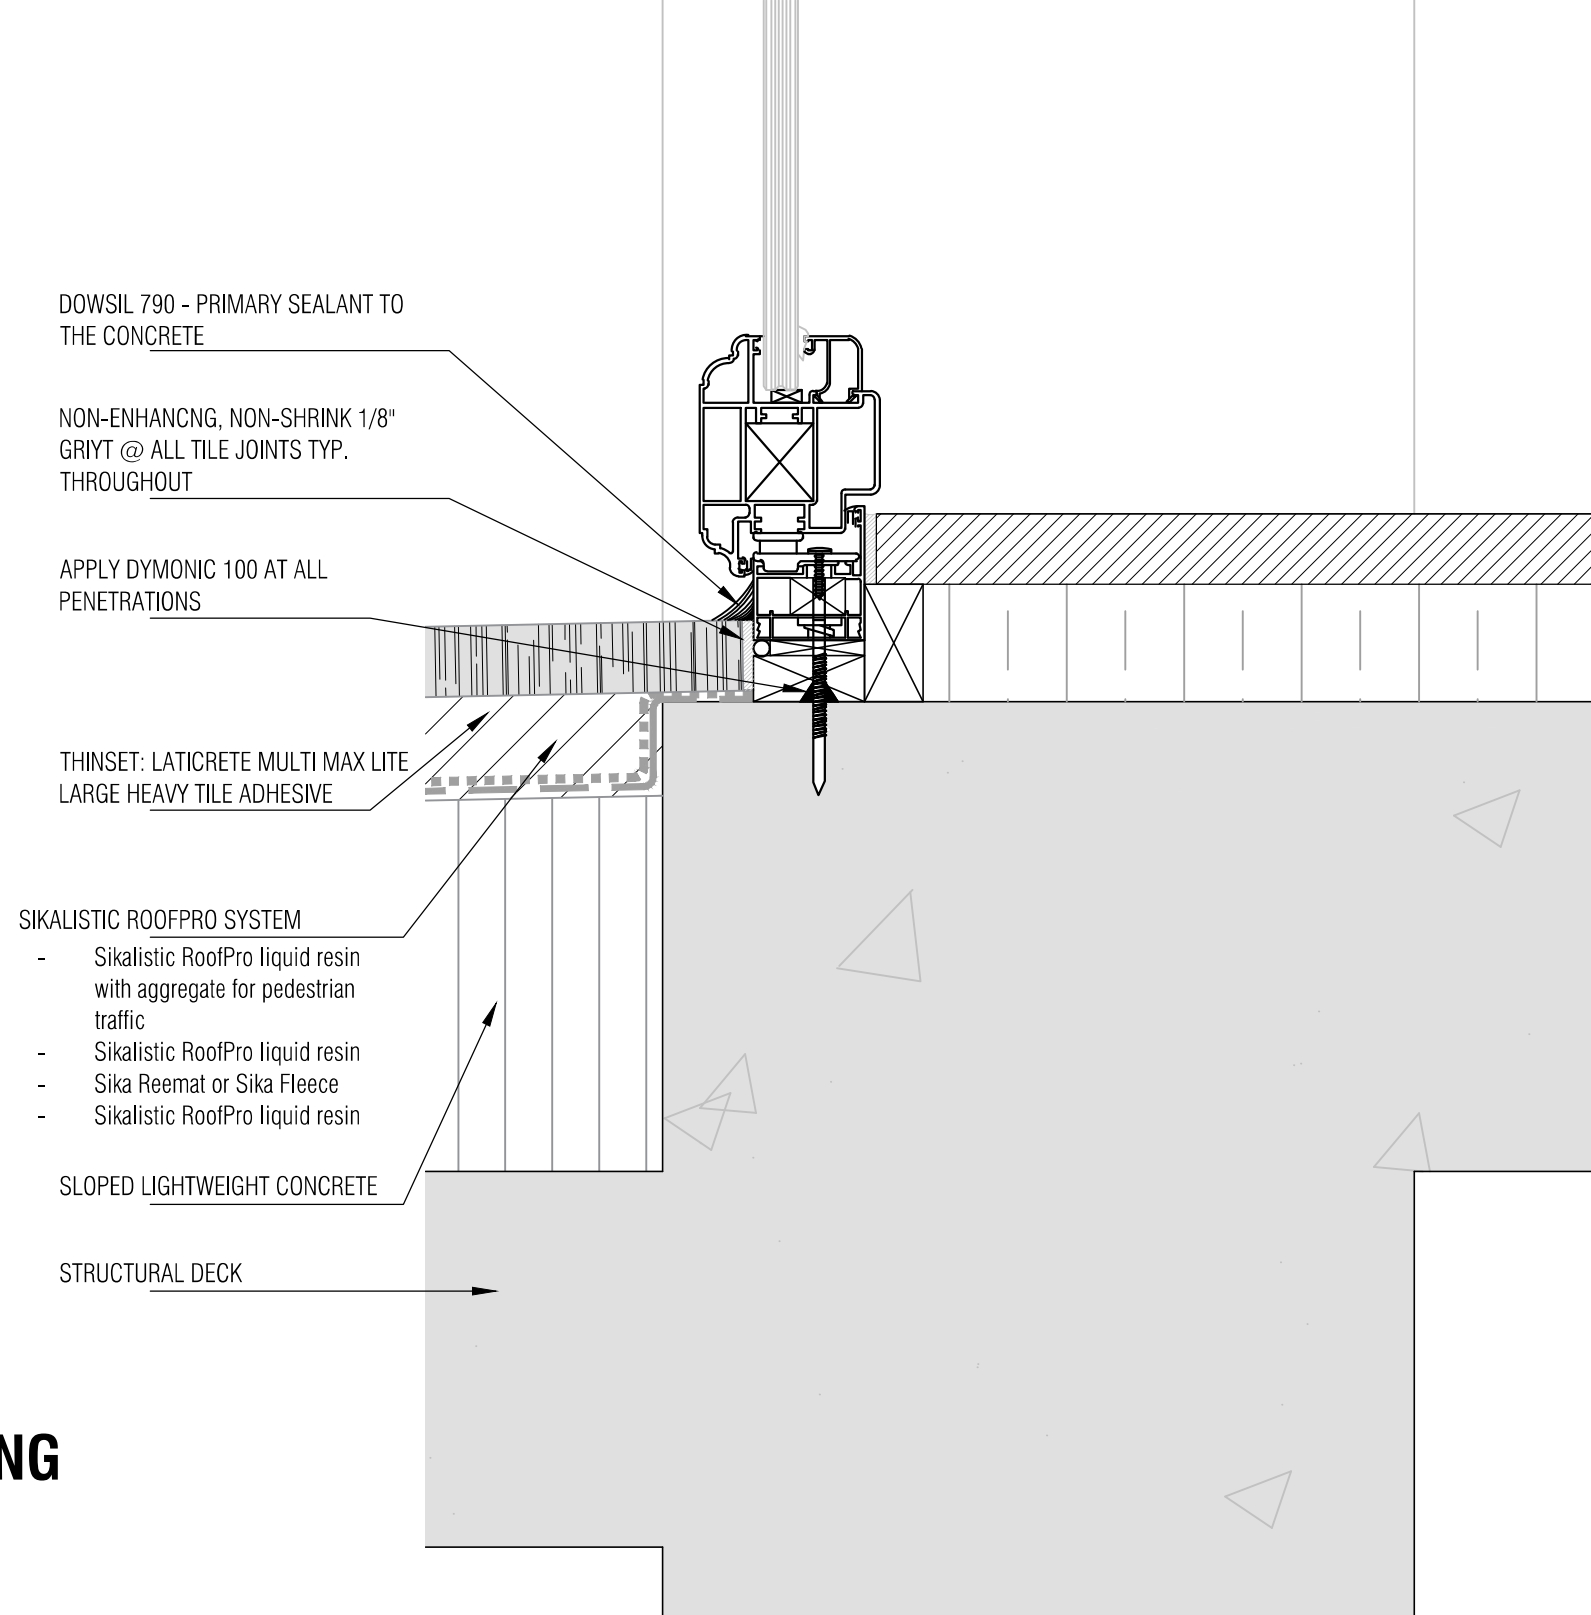 DOWSIL 790 - PRIMARY SEALANT TO
THE CONCRETE
NON-ENHANCNG, NON-SHRINK 1/8"
GRIYT @ ALL TILE JOINTS TYP.
THROUGHOUT
APPLY DYMONIC 100 AT ALL
PENETRATIONS
THINSET: LATICRETE MULTI MAX LITE
LARGE HEAVY TILE ADHESIVE
SIKALISTIC ROOFPRO SYSTEM
- Sikalistic RoofPro liquid resin
with aggregate for pedestrian
traffic
- Sikalistic RoofPro liquid resin
- Sika Reemat or Sika Fleece
- Sikalistic RoofPro liquid resin
SLOPED LIGHTWEIGHT CONCRETE
STRUCTURAL DECK
NG